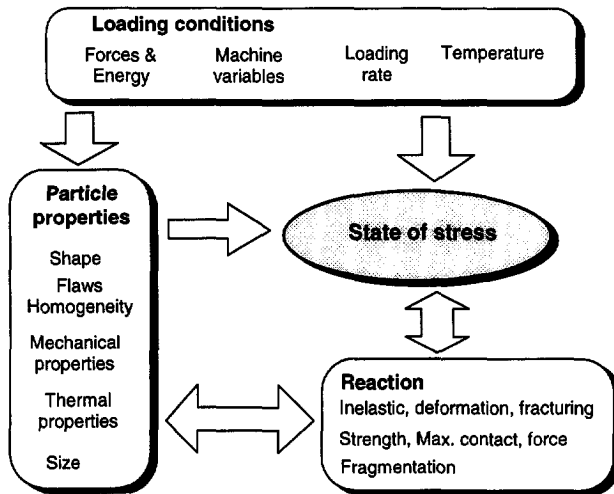 Loading conditions
Forces & Energy
Machine variables
Loading rate
Temperature
Particle properties
Shape
Flaws
Homogeneity
Mechanical properties
Thermal properties
Size
State of stress
Reaction
Inelastic, deformation, fracturing
Strength, Max. contact, force
Fragmentation